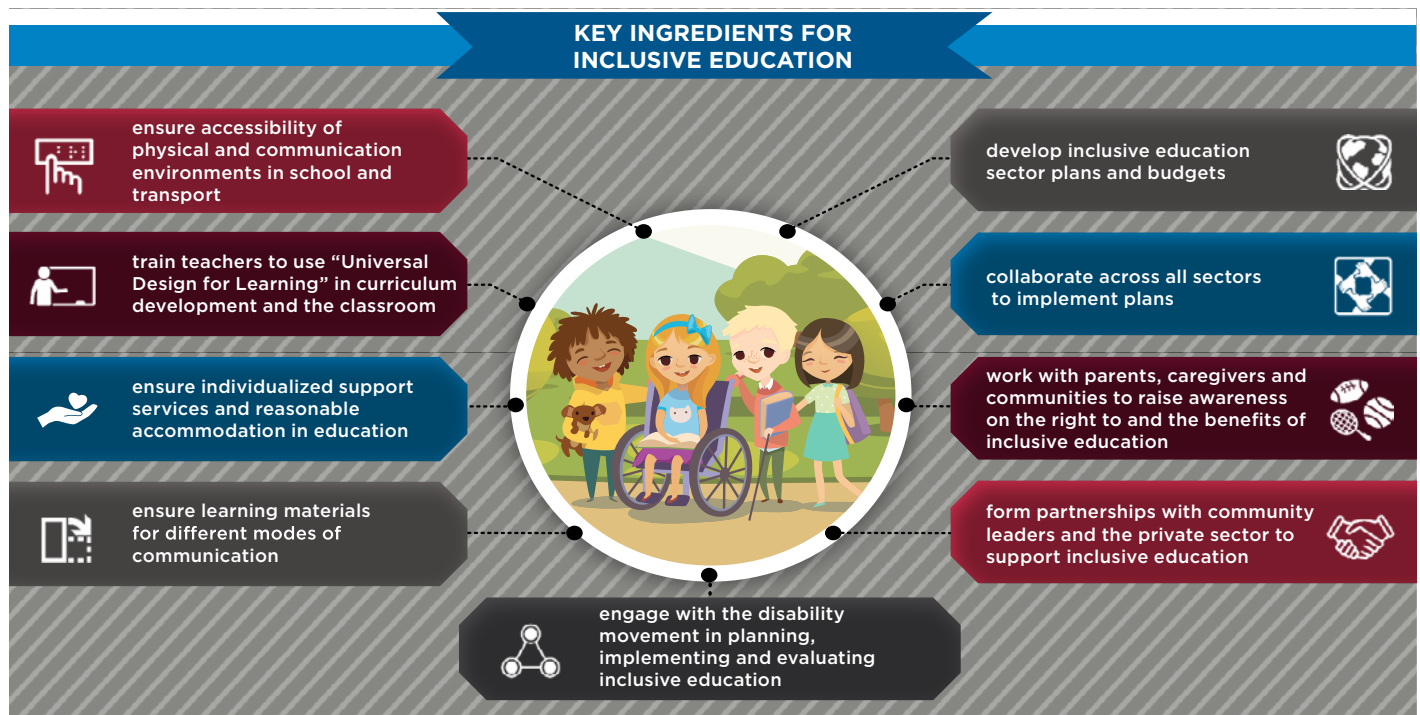 KEY INGREDIENTS FOR
INCLUSIVE EDUCATION
ensure accessibility of
physical and communication
environments in school and
transport
train teachers to use “Universal
Design for Learning” in curriculum
development and the classroom
ensure individualized support
services and reasonable
accommodation in education
ensure learning materials
for different modes of
communication
develop inclusive education
sector plans and budgets
collaborate across all sectors
to implement plans
work with parents, caregivers and
communities to raise awareness
on the right to and the benefits of
inclusive education
form partnerships with community
leaders and the private sector to
support inclusive education
engage with the disability
movement in planning,
implementing and evaluating
inclusive education